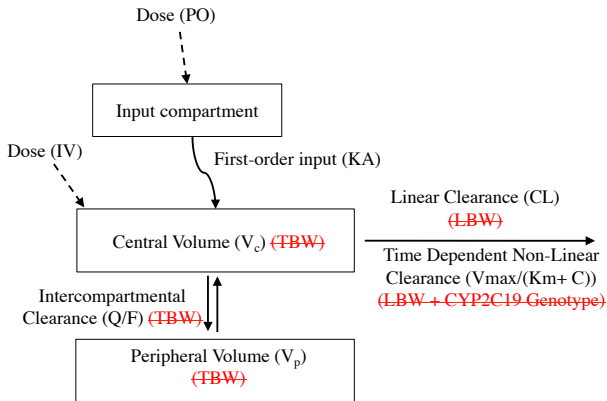 Dose (PO)
Input compartment
Dose (IV)
First-order input (KA)
Central Volume (Vc) (TBW)
Linear Clearance (CL)
(LBW)
Time Dependent Non-Linear
Clearance (Vmax/(Km+ C))
(LBW + CYP2C19 Genotype)
Intercompartmental
Clearance (Q/F) (TBW)
Peripheral Volume (Vp)
(TBW)